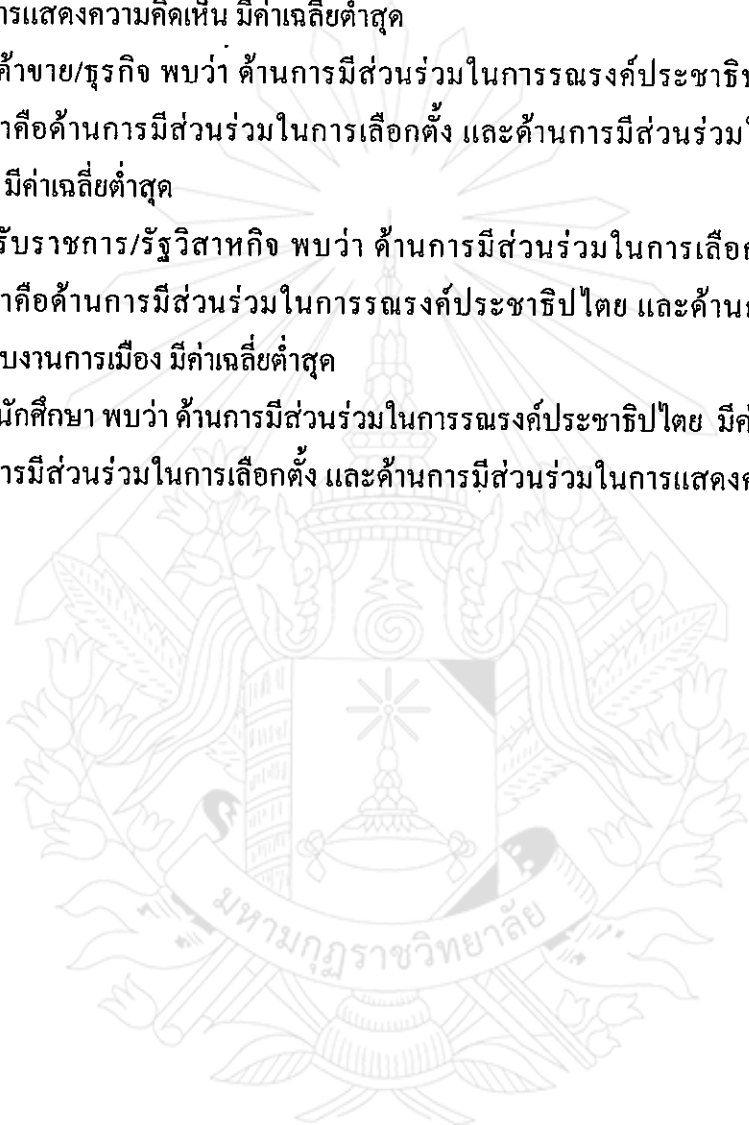 ารแสดงความคิดเห็น มีค่าเฉลี่ยต่ำสุด
ค้าขาย/ธุรกิจ พบว่า ด้านการมีส่วนร่วมในการรณรงค์ประชาธิป
าคือด้านการมีส่วนร่วมในการเลือกตั้ง และด้านการมีส่วนร่วมใ
มีค่าเฉลี่ยต่ำสุด
รับราชการ/รัฐวิสาหกิจ พบว่า ด้านการมีส่วนร่วมในการเลือก
าคือด้านการมีส่วนร่วมในการรณรงค์ประชาธิปไตย และด้านก
บงานการเมือง มีค่าเฉลี่ยต่ำสุด
นักศึกษา พบว่า ด้านการมีส่วนร่วมในการรณรงค์ประชาธิปไตย มีค่
ารมีส่วนร่วมในการเลือกตั้ง และด้านการมีส่วนร่วมในการแสดงค
มหามกุฏราชวิทยาลัย